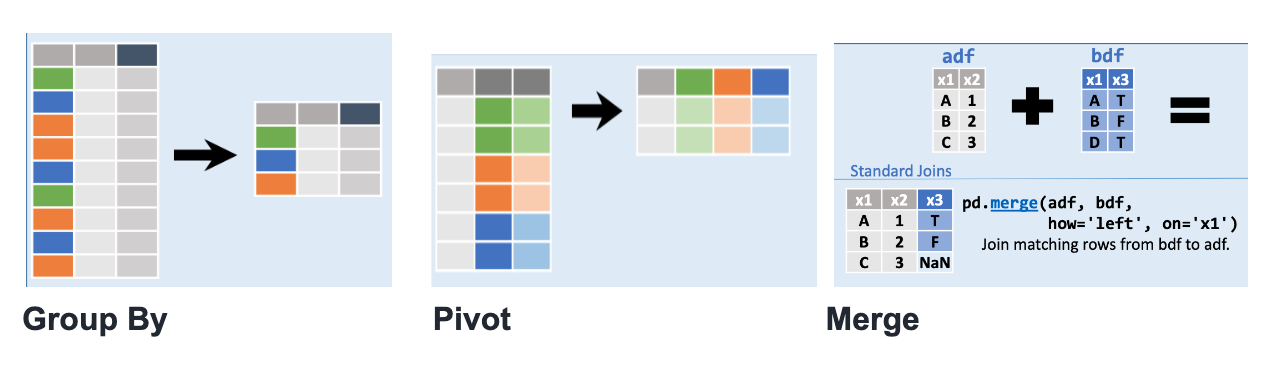 adf
bdf
x1 x2
x1 x3
A 1
A T
B 2
B F
C 3
D T
Standard Joins
x1 x2 x3
A 1 T
B 2 F
C 3 NaN
pd.merge(adf, bdf,
how='left', on='x1')
Join matching rows from bdf to adf.
Group By
Pivot
Merge